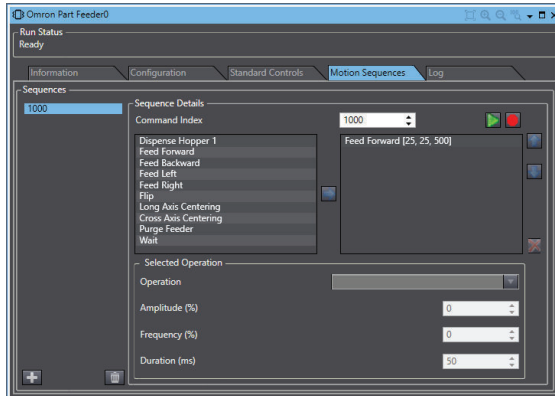 Omron Part Feeder0
Run Status
Ready
Information Configuration Standard Controls Motion Sequences Log
Sequences
1000
Sequence Details
Command Index 1000
Dispense Hopper 1
Feed Forward
Feed Backward
Feed Left
Feed Right
Flip
Long Axis Centering
Cross Axis Centering
Purge Feeder
Wait
Feed Forward [25, 25, 500]
Selected Operation
Operation
Amplitude (%) 0
Frequency (%) 0
Duration (ms) 50